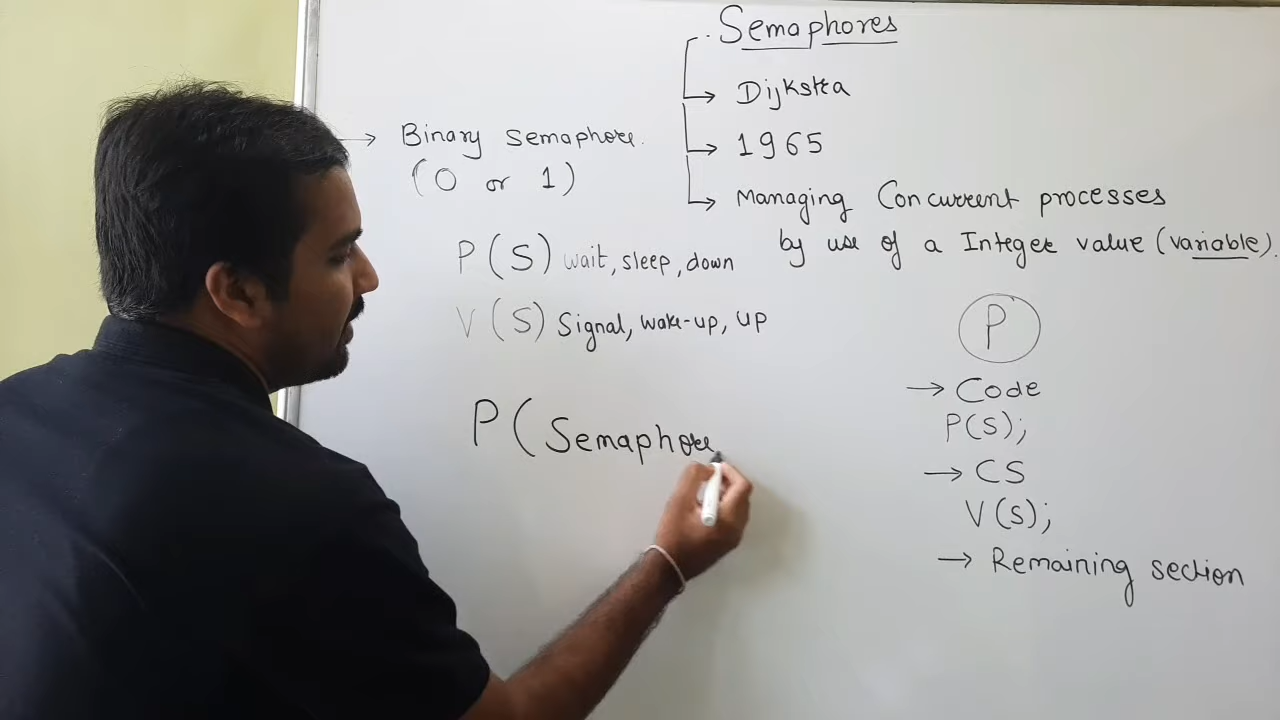 Semaphores
→ Dijkstra
→ 1965
→ Managing Concurrent processes
by use of a Integer value (variable).
→ Binary Semaphore.
(0 or 1)
P(S) wait, sleep, down
V(S) Signal, wake-up, up
P(Semaphore
P
→ Code
P(S);
→ CS
V(S);
→ Remaining section